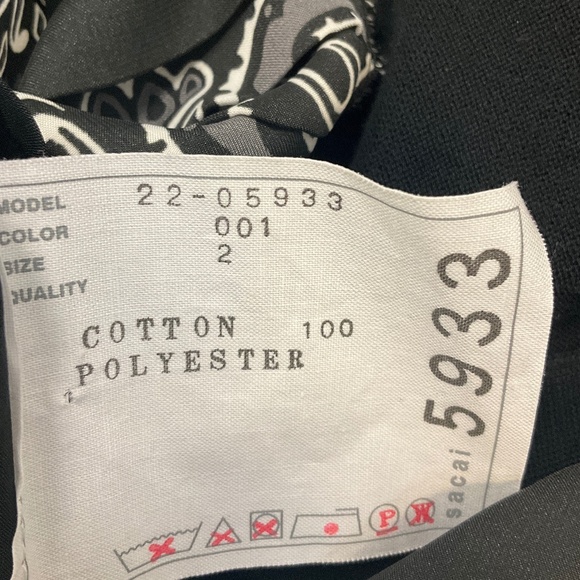 MODEL 22-05933
COLOR 001
SIZE 2
QUALITY
COTTON 100
POLYESTER
sacai 5933
P W